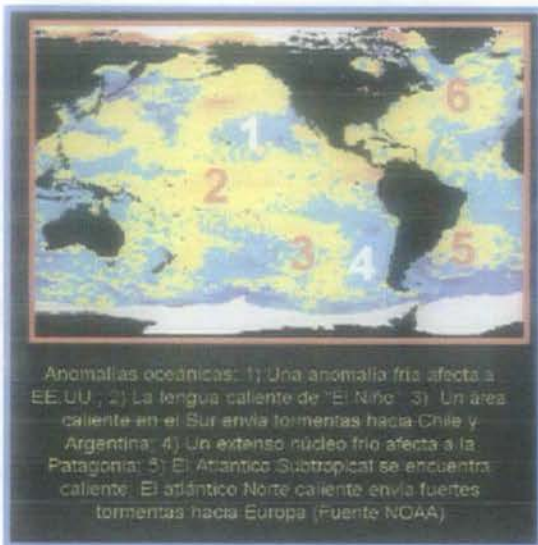 1
2
3
4
5
6
Anomalías oceánicas: 1) Una anomalía fría afecta a
EE.UU.; 2) La lengua caliente de "El Niño" 3) Un área
caliente en el Sur envía tormentas hacia Chile y
Argentina; 4) Un extenso núcleo frío afecta a la
Patagonia; 5) El Atlántico Subtropical se encuentra
caliente; El atlántico Norte caliente envía fuertes
tormentas hacia Europa (Fuente NOAA)